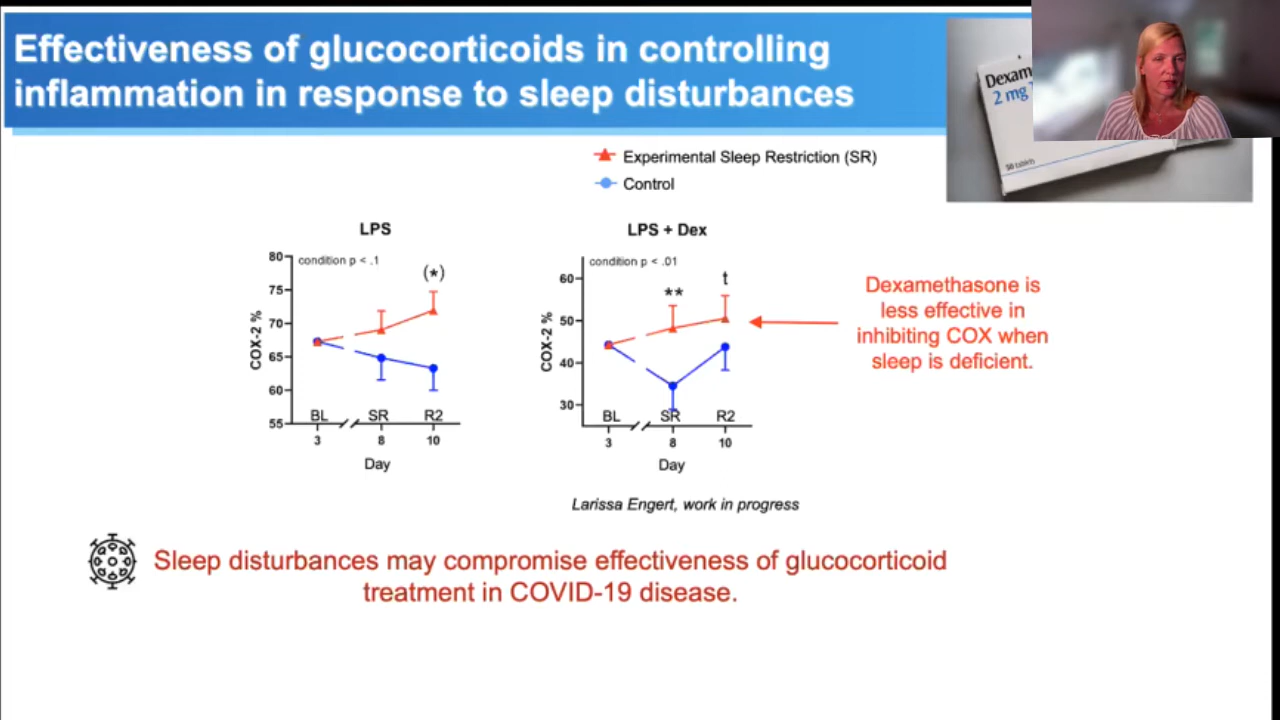 Effectiveness of glucocorticoids in controlling
inflammation in response to sleep disturbances
Dexam
2 mg
50 tablets
Experimental Sleep Restriction (SR)
Control
LPS
condition p < .1
(*)
80
75
70
65
60
55
COX-2 %
BL SR R2
3 8 10
Day
LPS + Dex
condition p < .01
** t
60
50
40
30
COX-2 %
BL SR R2
3 8 10
Day
Dexamethasone is
less effective in
inhibiting COX when
sleep is deficient.
Larissa Engert, work in progress
Sleep disturbances may compromise effectiveness of glucocorticoid
treatment in COVID-19 disease.